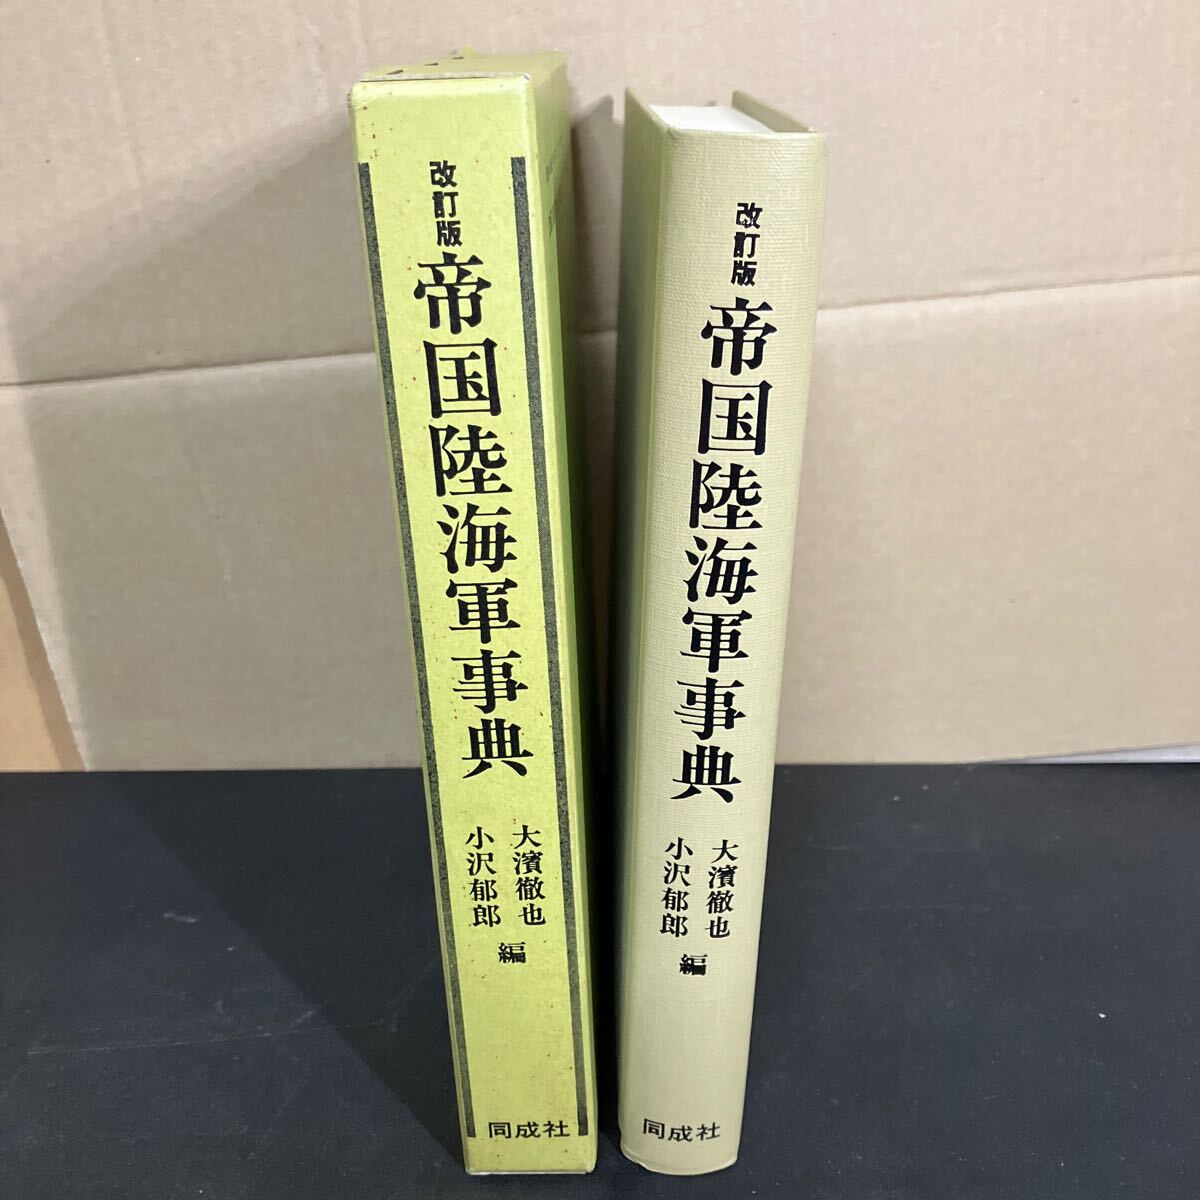 改訂版
帝国陸海軍事典
大濱徹也
小沢郁郎
編
同成社
改訂版
帝国陸海軍事典
大濱徹也
小沢郁郎
編
同成社